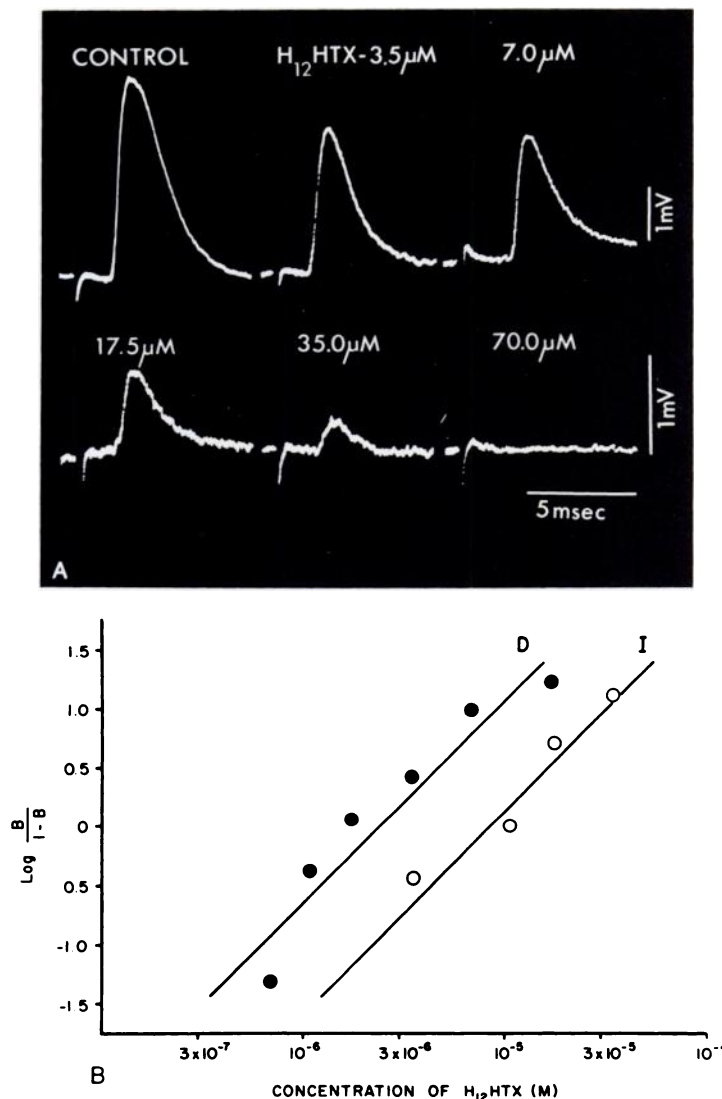 CONTROL H12HTX-3.5µM 7.0µM
1mV
17.5µM 35.0µM 70.0µM
1mV
5msec
A
D I
1.5
1.0
0.5
0
0.5
-1.0
-1.5
Log B/1-B
3x10-7 10-6 3x10-6 10-5 3x10-5
B
CONCENTRATION OF H12HTX (M)